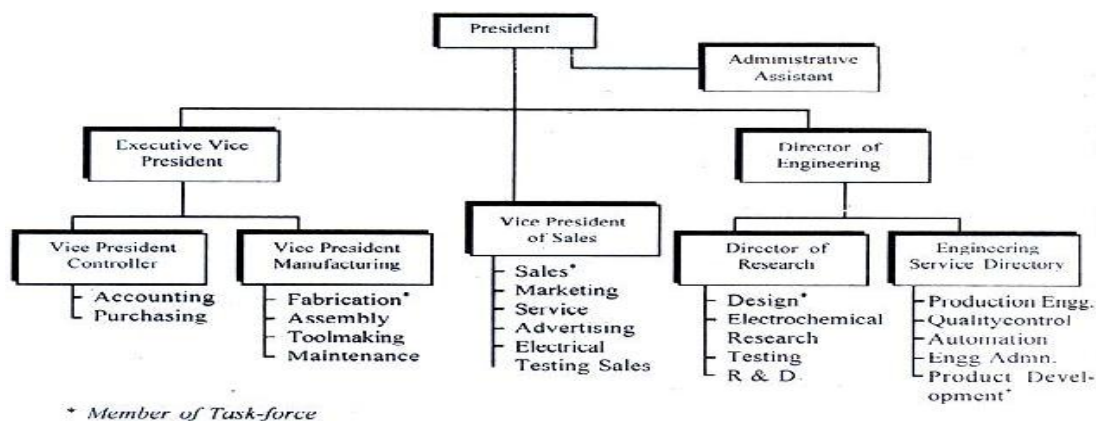 President
Administrative
Assistant
Executive Vice
President
Director of
Engineering
Vice President
Controller
Accounting
Purchasing
Vice President
Manufacturing
Fabrication*
Assembly
Toolmaking
Maintenance
Vice President
of Sales
Sales*
Marketing
Service
Advertising
Electrical
Testing Sales
Director of
Research
Design*
Electrochemical
Research
Testing
R & D.
Engineering
Service Directory
Production Engg.
Qualitycontrol
Automation
Engg Admn.
Product Devel-
opment*
* Member of Task-force